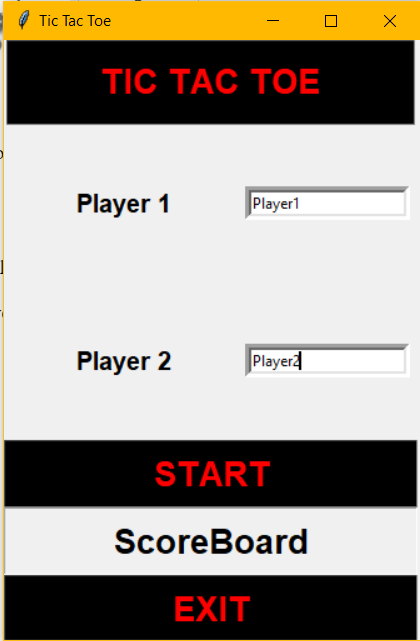 Tic Tac Toe
TIC TAC TOE
Player 1
Player1
Player 2
Player2
START
ScoreBoard
EXIT